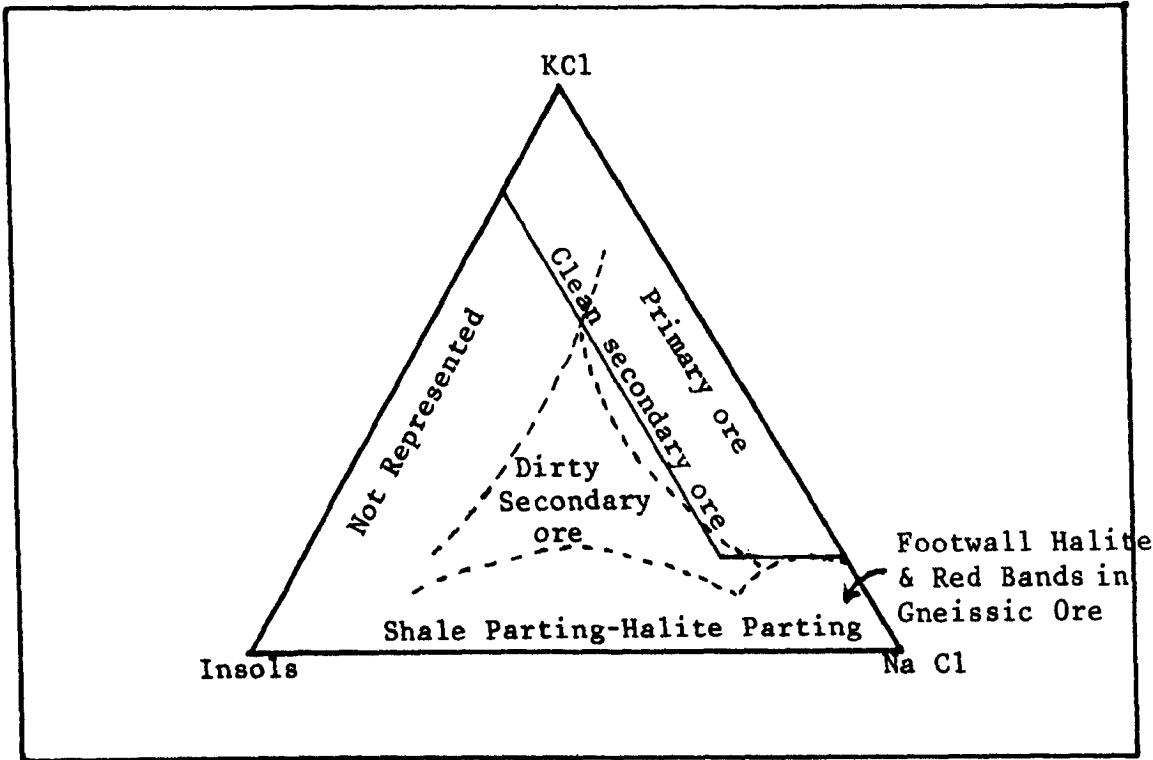 KCl
Clean secondary ore
Primary ore
Not Represented
Dirty
Secondary
ore
Footwall Halite
& Red Bands in
Gneissic Ore
Shale Parting-Halite Parting
Insols
Na Cl